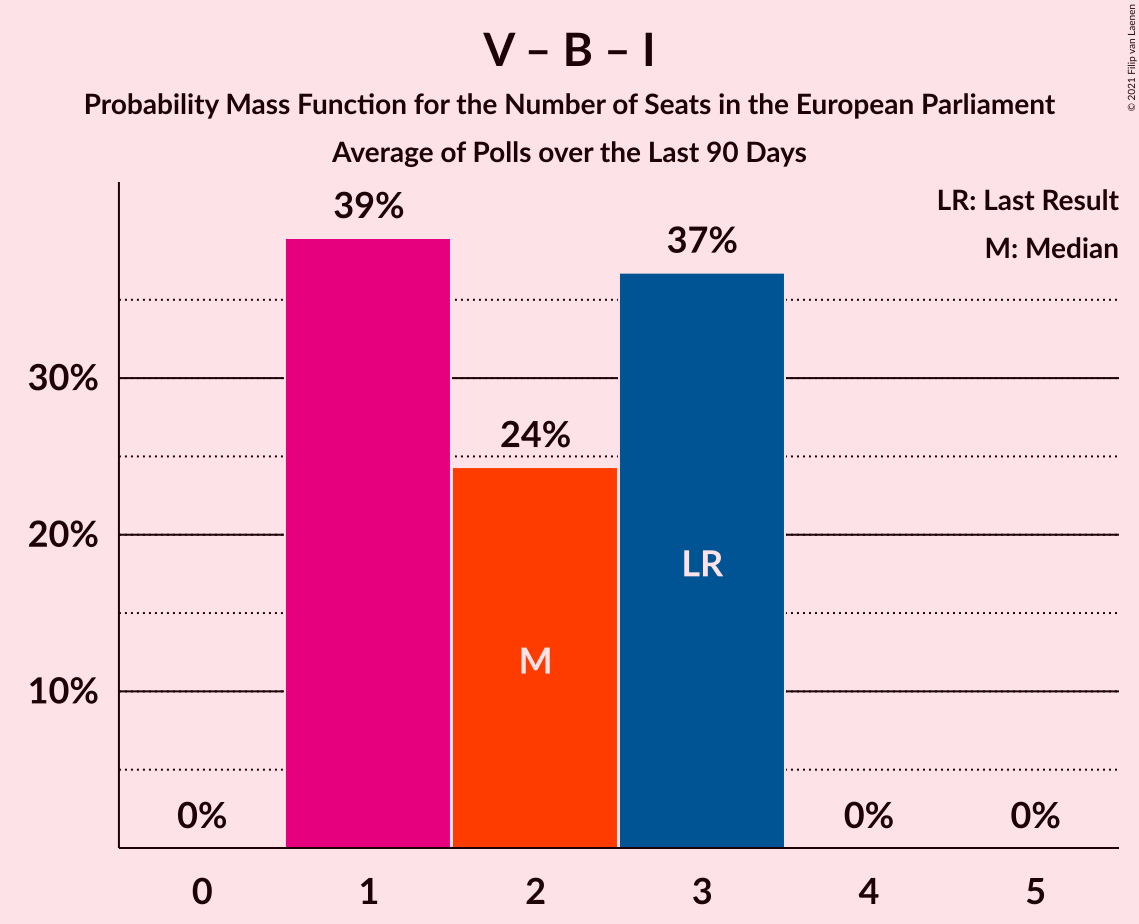 V – B – I
Probability Mass Function for the Number of Seats in the European Parliament
Average of Polls over the Last 90 Days
© 2021 Filip van Laenen
LR: Last Result
M: Median
39%
37%
30%
24%
20%
LR
M
10%
0%
0%
0%
0 1 2 3 4 5